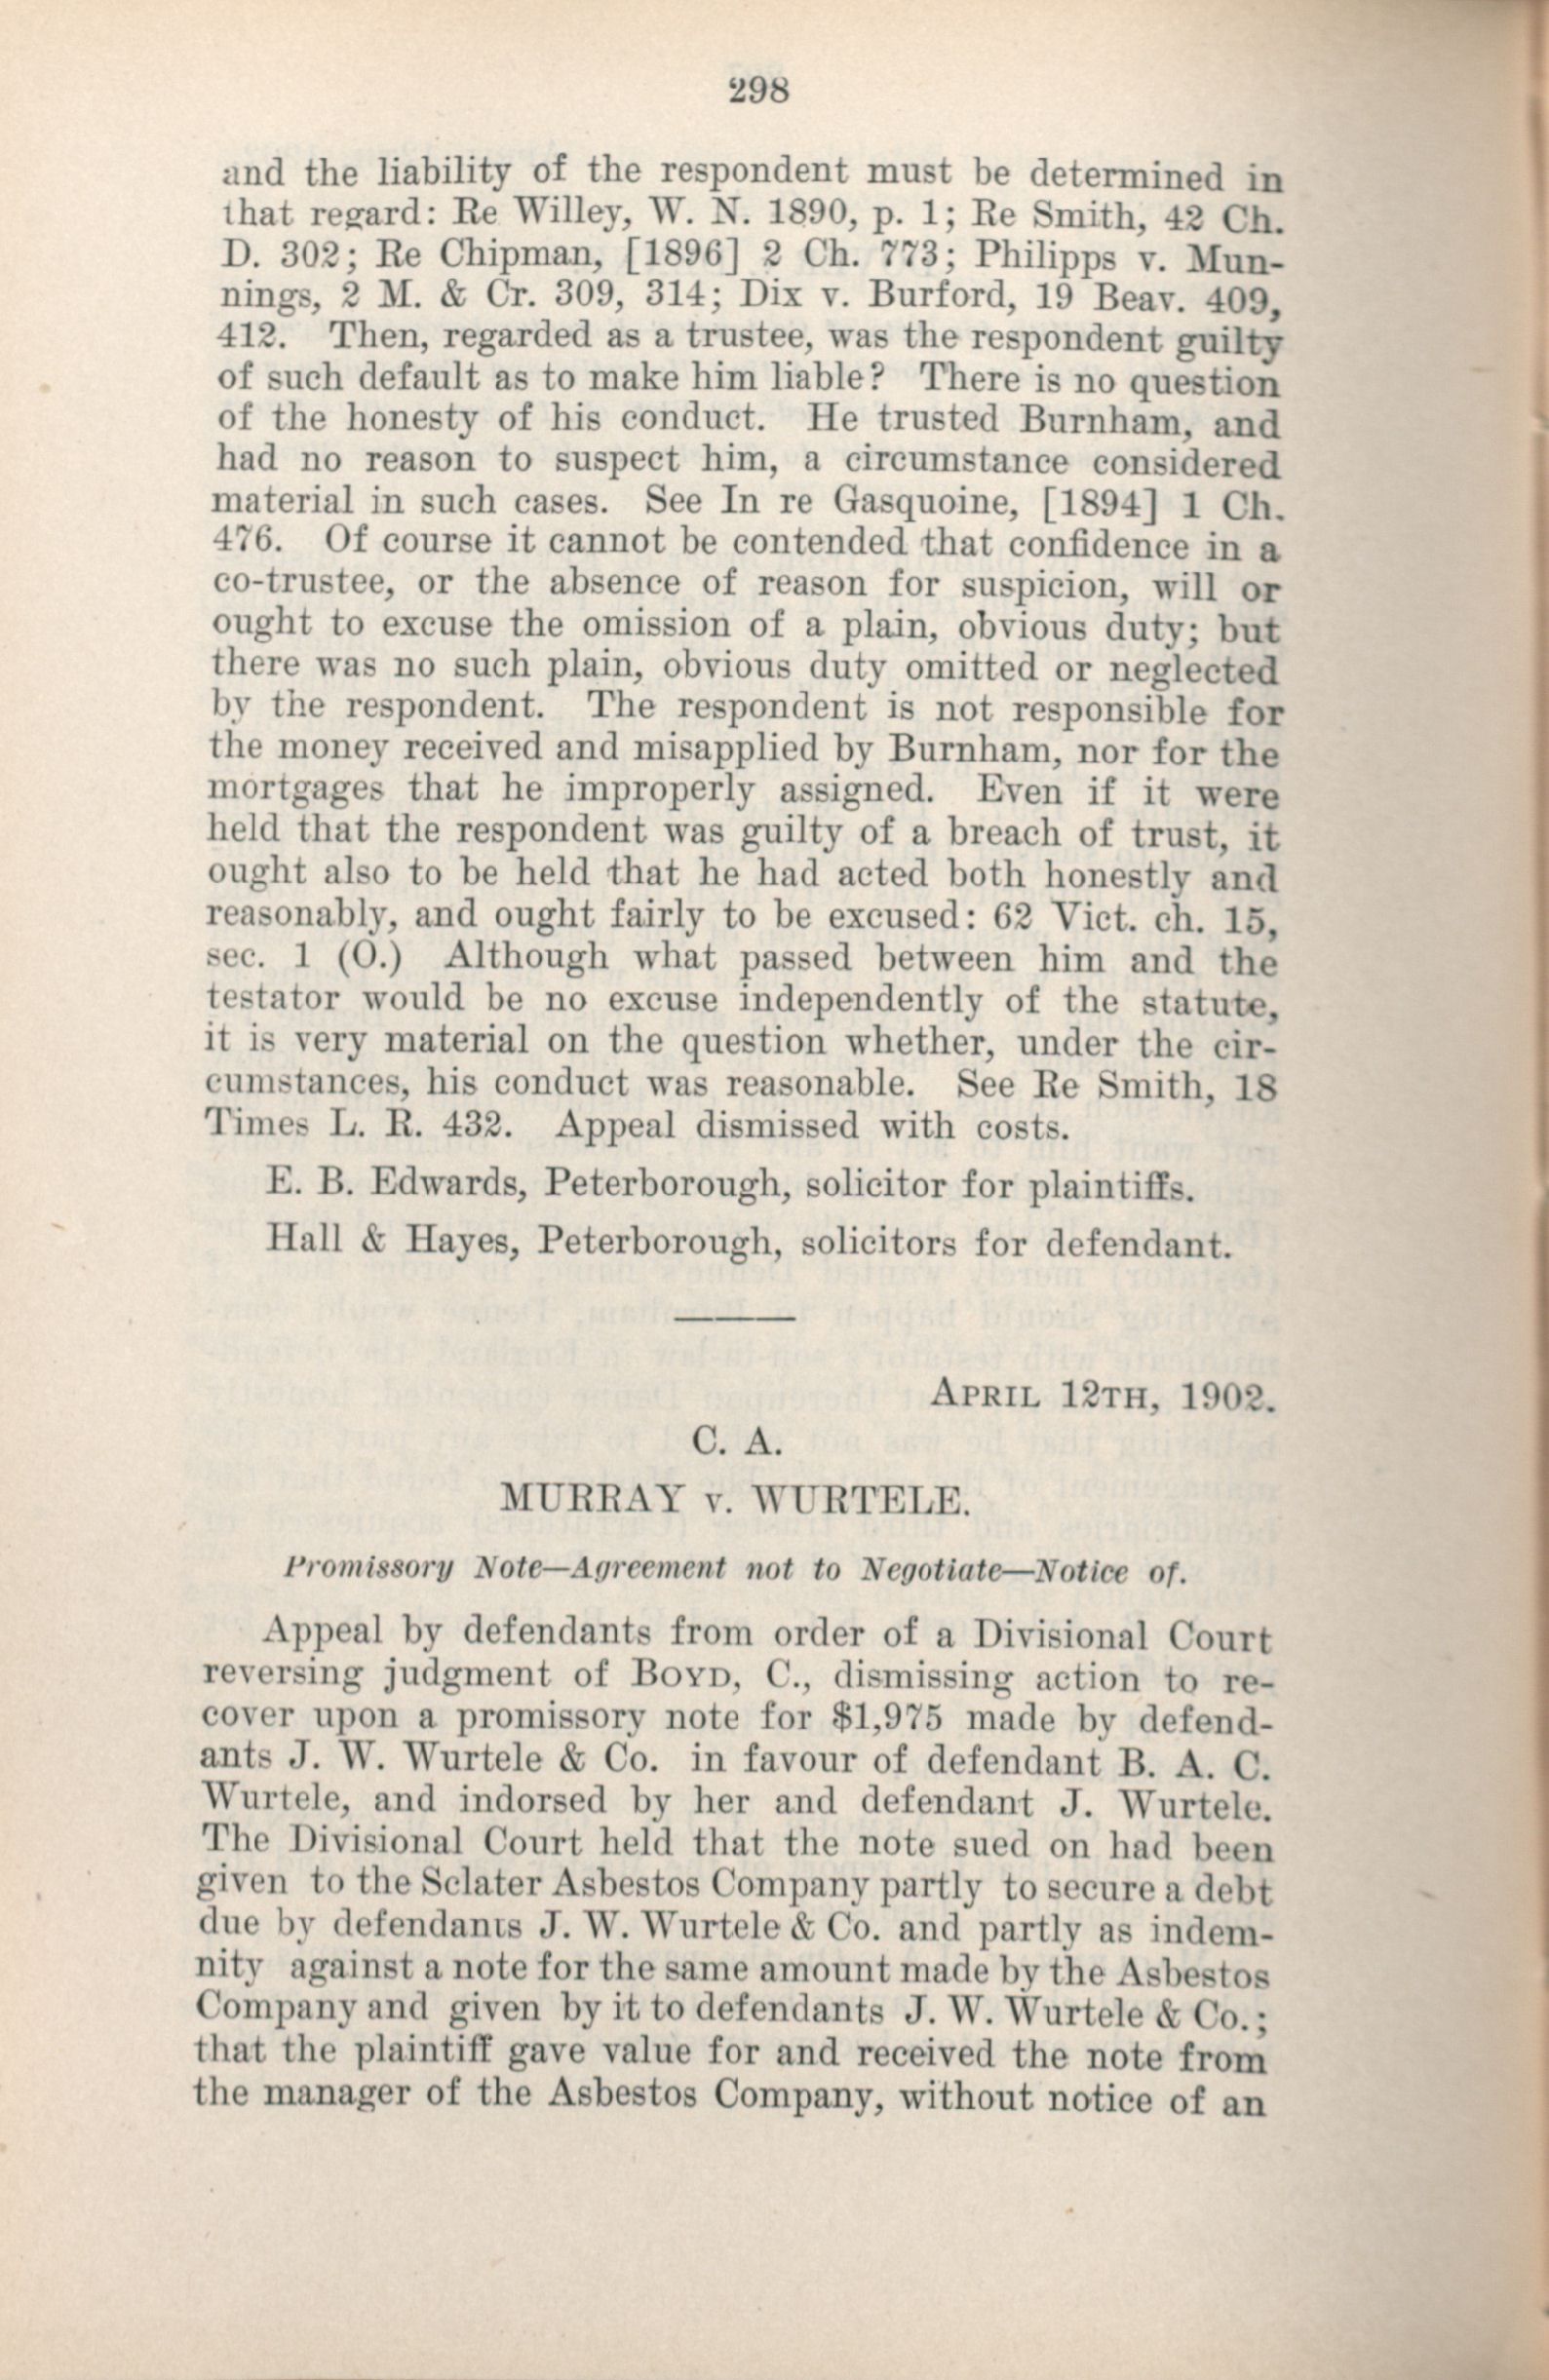 298
and the liability of the respondent must be determined in
that regard: Re Willey, W. N. 1890, p. 1; Re Smith, 42 Ch.
D. 302; Re Chipman, [1896] 2 Ch. 773; Philipps v. Mun-
nings, 2 M. & Cr. 309, 314; Dix v. Burford, 19 Beav. 409,
412. Then, regarded as a trustee, was the respondent guilty
of such default as to make him liable? There is no question
of the honesty of his conduct. He trusted Burnham, and
had no reason to suspect him, a circumstance considered
material in such cases. See In re Gasquoine, [1894] 1 Ch.
476. Of course it cannot be contended that confidence in a
co-trustee, or the absence of reason for suspicion, will or
ought to excuse the omission of a plain, obvious duty; but
there was no such plain, obvious duty omitted or neglected
by the respondent. The respondent is not responsible for
the money received and misapplied by Burnham, nor for the
mortgages that he improperly assigned. Even if it were
held that the respondent was guilty of a breach of trust, it
ought also to be held that he had acted both honestly and
reasonably, and ought fairly to be excused: 62 Vict. ch. 15,
sec. 1 (O.) Although what passed between him and the
testator would be no excuse independently of the statute,
it is very material on the question whether, under the cir-
cumstances, his conduct was reasonable. See Re Smith, 18
Times L. R. 432. Appeal dismissed with costs.
E. B. Edwards, Peterborough, solicitor for plaintiffs.
Hall & Hayes, Peterborough, solicitors for defendant.
APRIL 12TH, 1902.
C. A.
MURRAY v. WURTELE.
Promissory Note—Agreement not to Negotiate—Notice of.
Appeal by defendants from order of a Divisional Court
reversing judgment of BOYD, C., dismissing action to re-
cover upon a promissory note for $1,975 made by defend-
ants J. W. Wurtele & Co. in favour of defendant B. A. C.
Wurtele, and indorsed by her and defendant J. Wurtele.
The Divisional Court held that the note sued on had been
given to the Sclater Asbestos Company partly to secure a debt
due by defendants J. W. Wurtele & Co. and partly as indem-
nity against a note for the same amount made by the Asbestos
Company and given by it to defendants J. W. Wurtele & Co.;
that the plaintiff gave value for and received the note from
the manager of the Asbestos Company, without notice of an